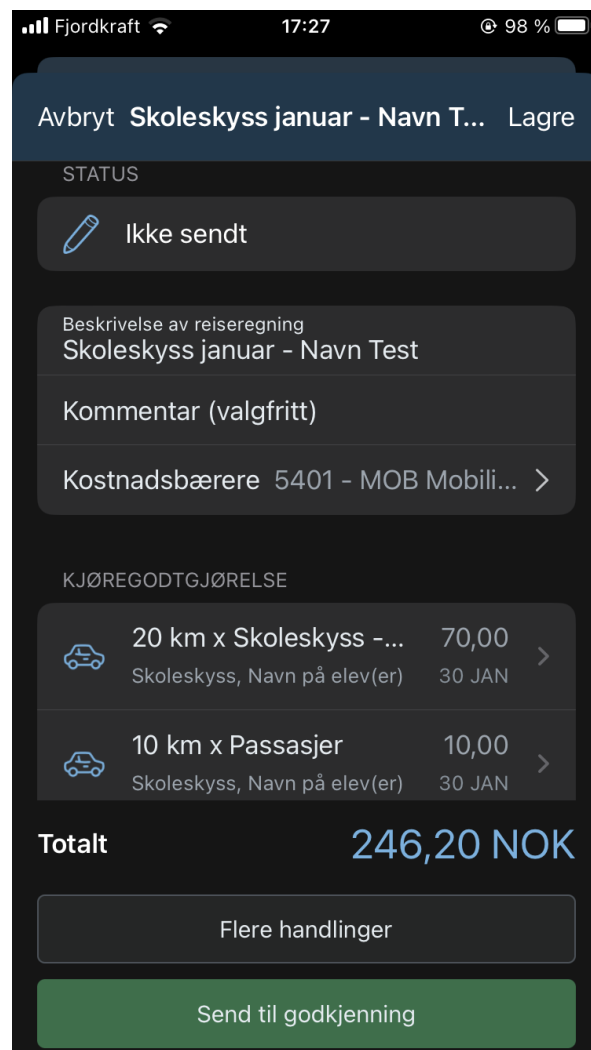 Fjordkraft 17:27 98 %
Avbryt Skoleskyss januar - Navn T... Lagre
STATUS
Ikke sendt
Beskrivelse av reiseregning
Skoleskyss januar - Navn Test
Kommentar (valgfritt)
Kostnadsbærere 5401 - MOB Mobili...
KJØREGODTGJØRELSE
20 km x Skoleskyss -... 70,00
Skoleskyss, Navn på elev(er) 30 JAN
10 km x Passasjer 10,00
Skoleskyss, Navn på elev(er) 30 JAN
Totalt 246,20 NOK
Flere handlinger
Send til godkjenning